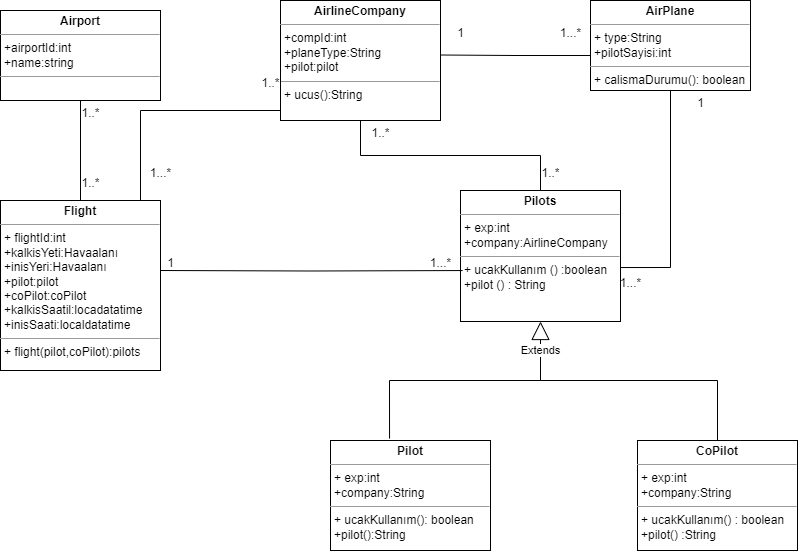 Airport
+airportId:int
+name:string
AirlineCompany
+compId:int
+planeType:String
+pilot:pilot
+ ucus():String
AirPlane
+ type:String
+pilotSayisi:int
+ calismaDurumu(): boolean
1
1...*
1..*
1..*
1...*
1..*
1
1..*
1..*
1...*
Flight
+ flightId:int
+kalkisYeti:Havaalanı
+inisYeri:Havaalanı
+pilot:pilot
+coPilot:coPilot
+kalkisSaatil:locadatatime
+inisSaati:localdatatime
+ flight(pilot,coPilot):pilots
1
1...*
Pilots
+ exp:int
+company:AirlineCompany
+ ucakKullanım () :boolean
+pilot () : String
Extends
Pilot
+ exp:int
+company:String
+ ucakKullanım(): boolean
+pilot():String
CoPilot
+ exp:int
+company:String
+ ucakKullanım() : boolean
+pilot() :String